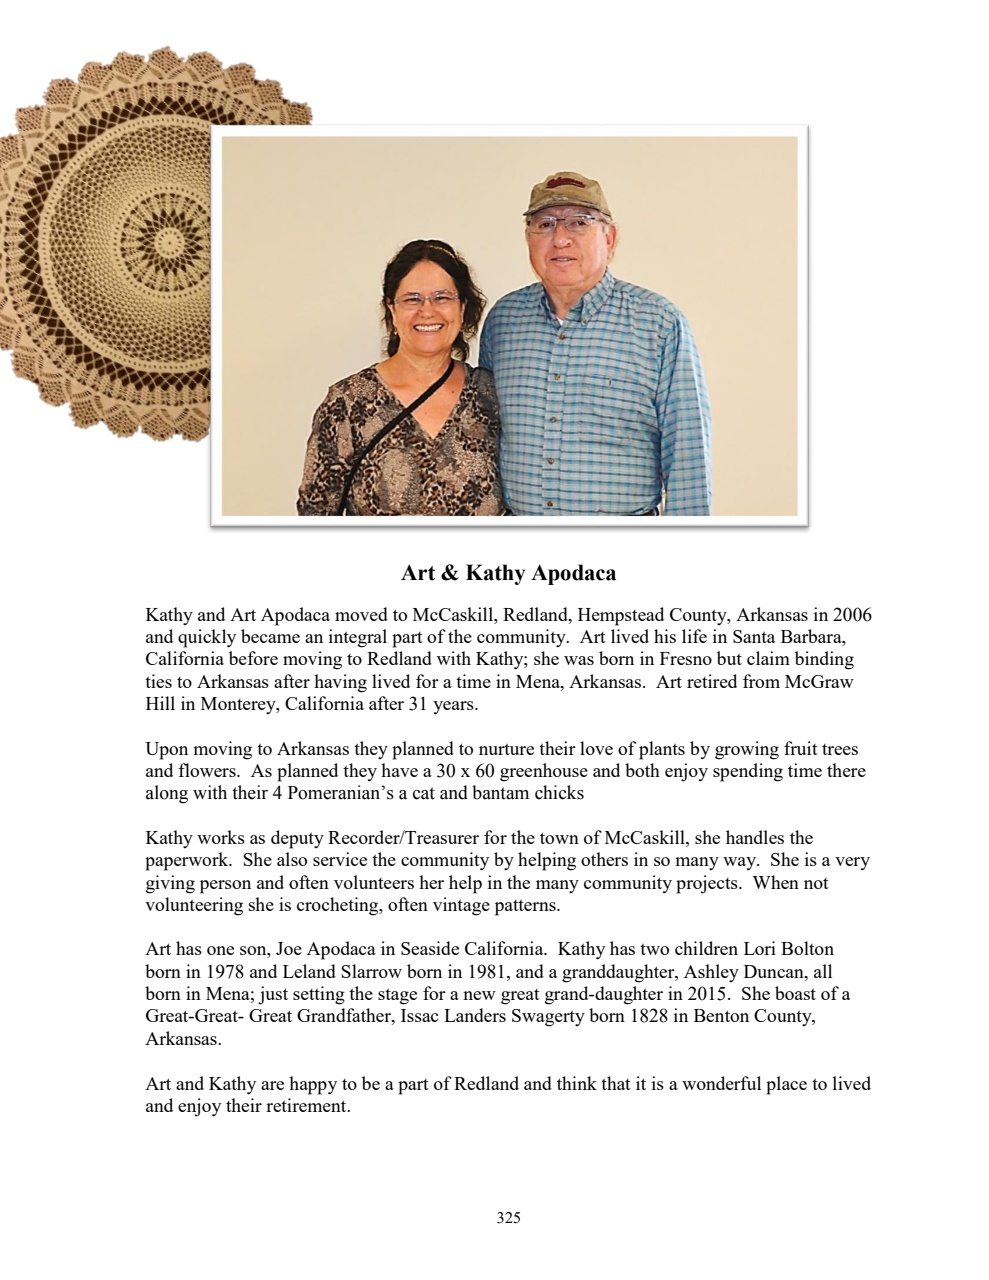 Art & Kathy Apodaca
Kathy and Art Apodaca moved to McCaskill, Redland, Hempstead County, Arkansas in 2006
and quickly became an integral part of the community.  Art lived his life in Santa Barbara,
California before moving to Redland with Kathy; she was born in Fresno but claim binding
ties to Arkansas after having lived for a time in Mena, Arkansas.  Art retired from McGraw
Hill in Monterey, California after 31 years.
Upon moving to Arkansas they planned to nurture their love of plants by growing fruit trees
and flowers.  As planned they have a 30 x 60 greenhouse and both enjoy spending time there
along with their 4 Pomeranian’s a cat and bantam chicks
Kathy works as deputy Recorder/Treasurer for the town of McCaskill, she handles the
paperwork.  She also service the community by helping others in so many way.  She is a very
giving person and often volunteers her help in the many community projects.  When not
volunteering she is crocheting, often vintage patterns.
Art has one son, Joe Apodaca in Seaside California.  Kathy has two children Lori Bolton
born in 1978 and Leland Slarrow born in 1981, and a granddaughter, Ashley Duncan, all
born in Mena; just setting the stage for a new great grand-daughter in 2015.  She boast of a
Great-Great- Great Grandfather, Issac Landers Swagerty born 1828 in Benton County,
Arkansas.
Art and Kathy are happy to be a part of Redland and think that it is a wonderful place to lived
and enjoy their retirement.
325